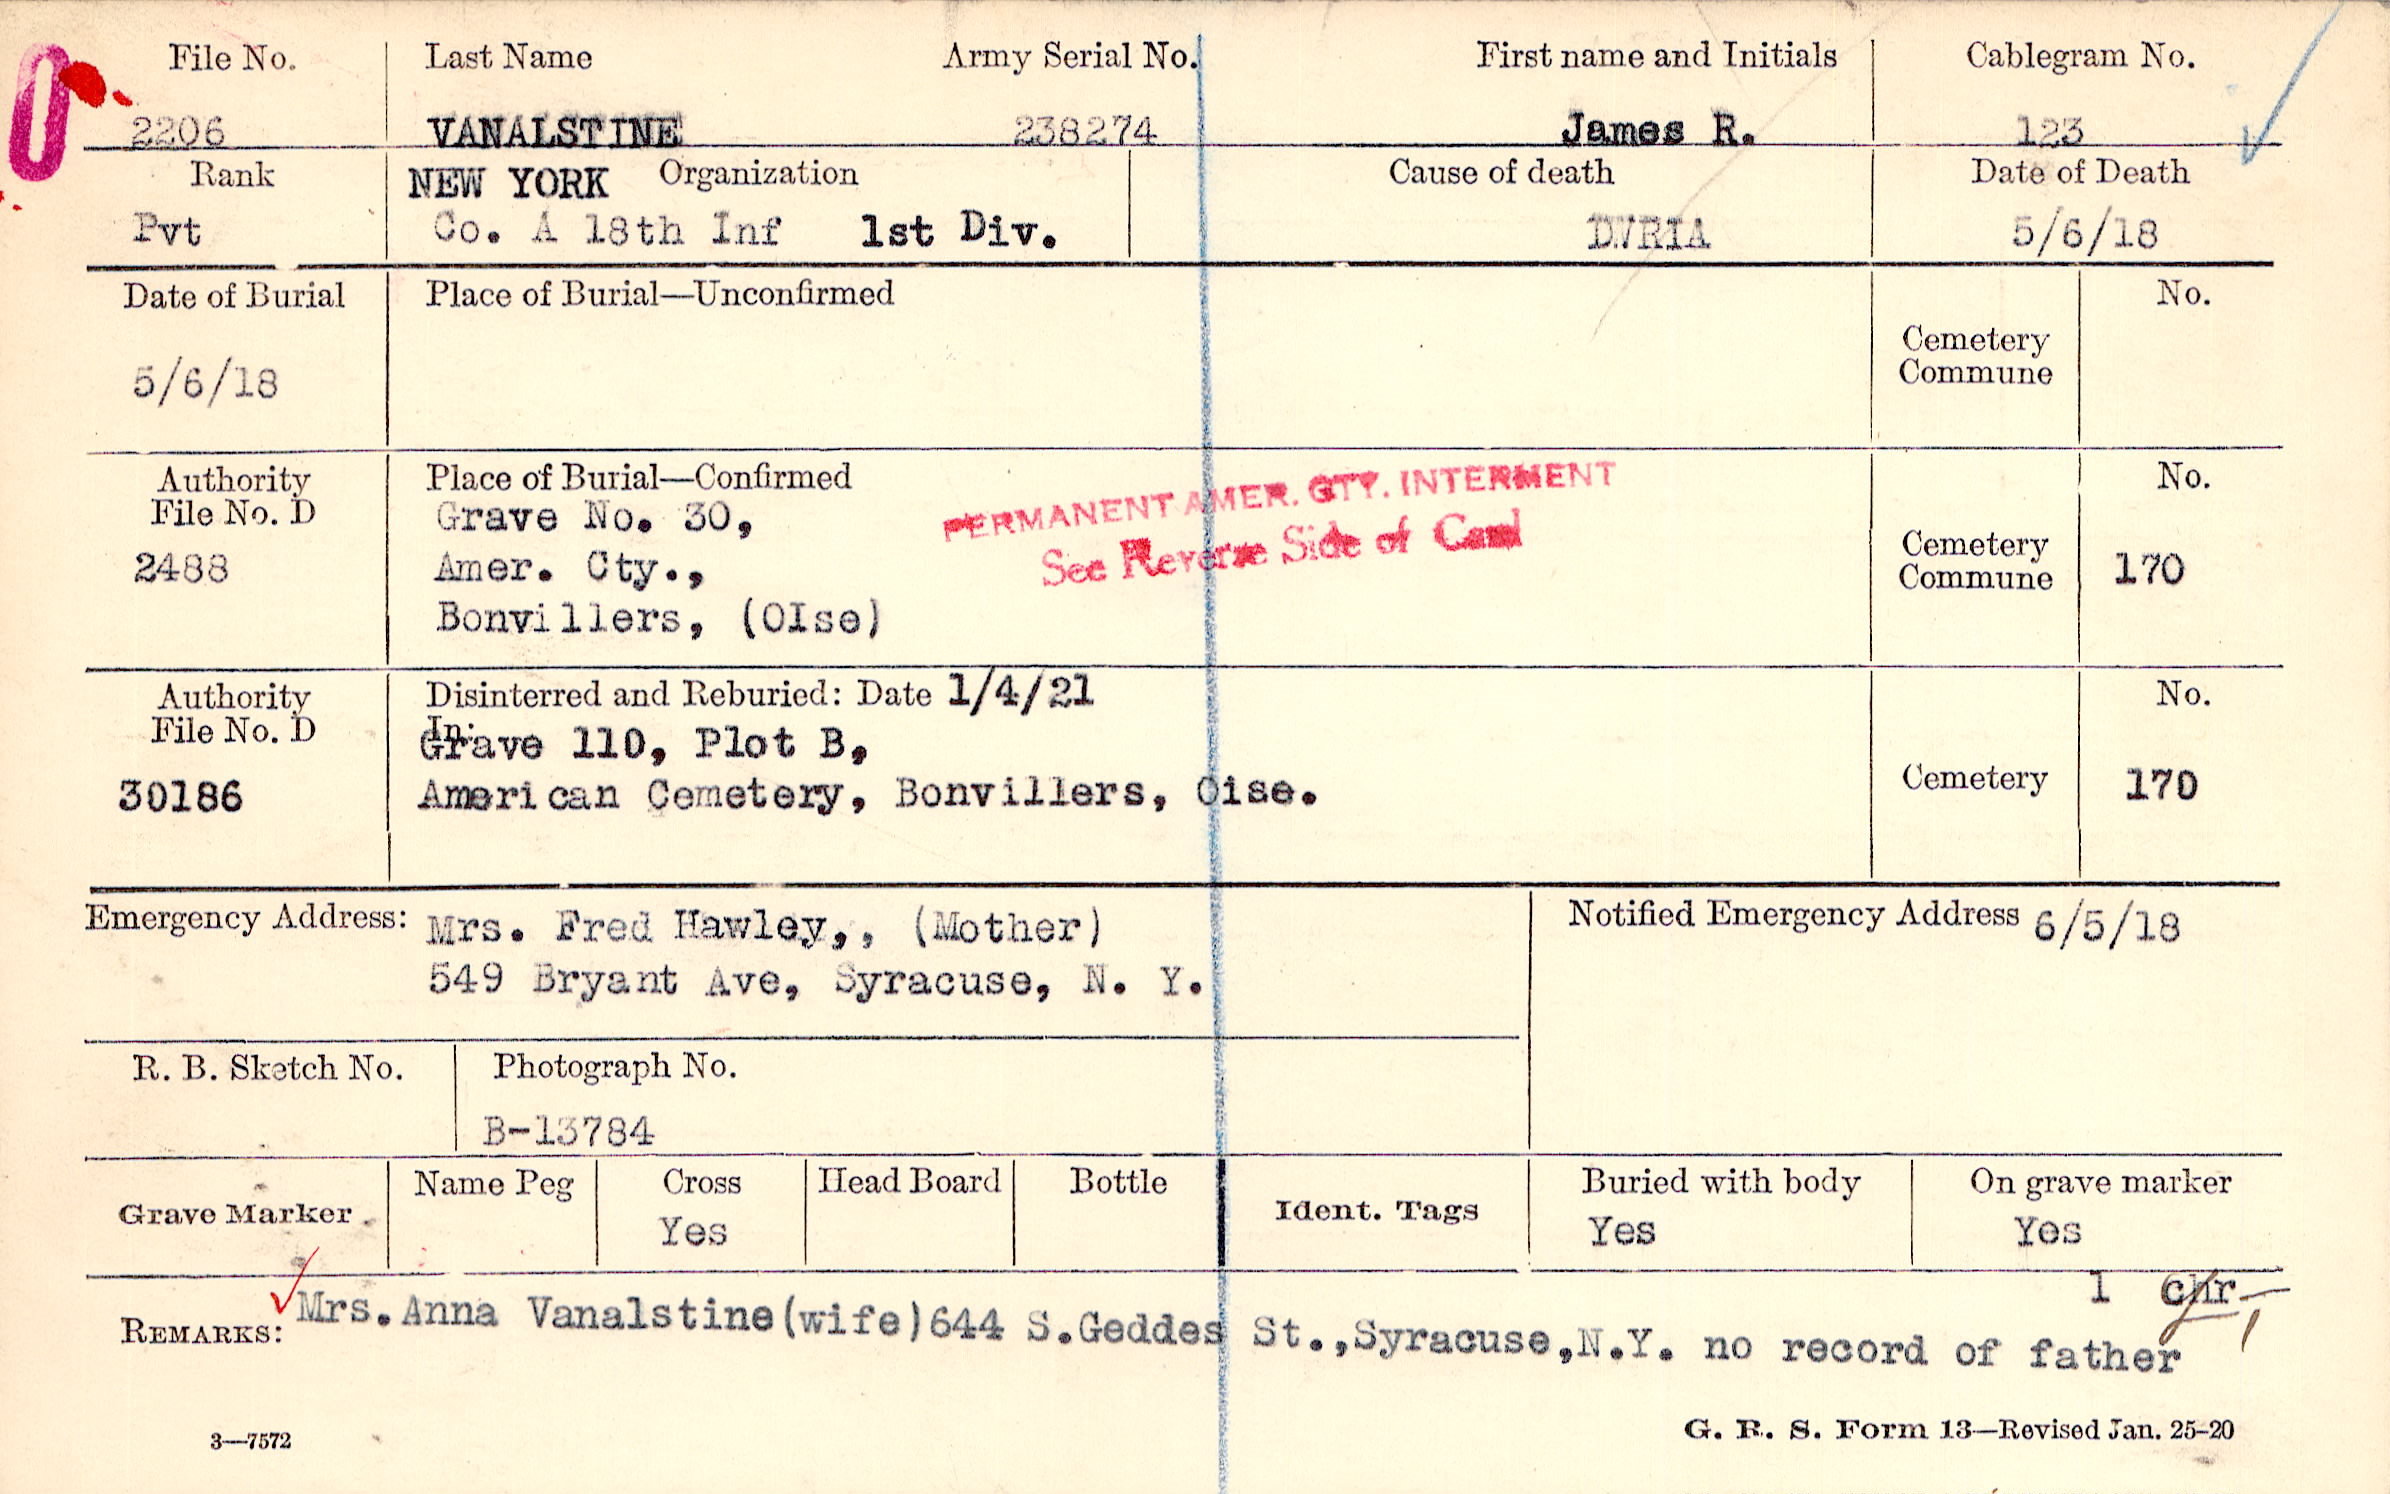 File No. Last Name Army Serial No. First name and Initials Cablegram No.
2206 VANALSTINE 238274 James R. 123
Rank NEW YORK Organization Cause of death Date of Death
Pvt Co. A 18th Inf 1st Div. DWRIA 5/6/18
Date of Burial Place of Burial—Unconfirmed No.
Cemetery
Commune
5/6/18
Authority Place of Burial—Confirmed No.
File No. D Grave No. 30,
PERMANENT AMER. CTY. INTERMENT
See Reverse Side of Card
2488 Amer. Cty.,
Cemetery
Commune 170
Bonvillers, (OIse)
Authority Disinterred and Reburied: Date 1/4/21 No.
File No. D In:
Grave 110, Plot B,
30186 American Cemetery, Bonvillers, Oise. Cemetery 170
Emergency Address: Mrs. Fred Hawley,, (Mother) Notified Emergency Address 6/5/18
549 Bryant Ave, Syracuse, N. Y.
R. B. Sketch No. Photograph No.
B-13784
Grave Marker Name Peg Cross Head Board Bottle Ident. Tags Buried with body On grave marker
Yes Yes Yes
1 chr
REMARKS: Mrs.Anna Vanalstine(wife)644 S.Geddes St.,Syracuse,N.Y. no record of father
3—7572 G. R. S. Form 13—Revised Jan. 25-20